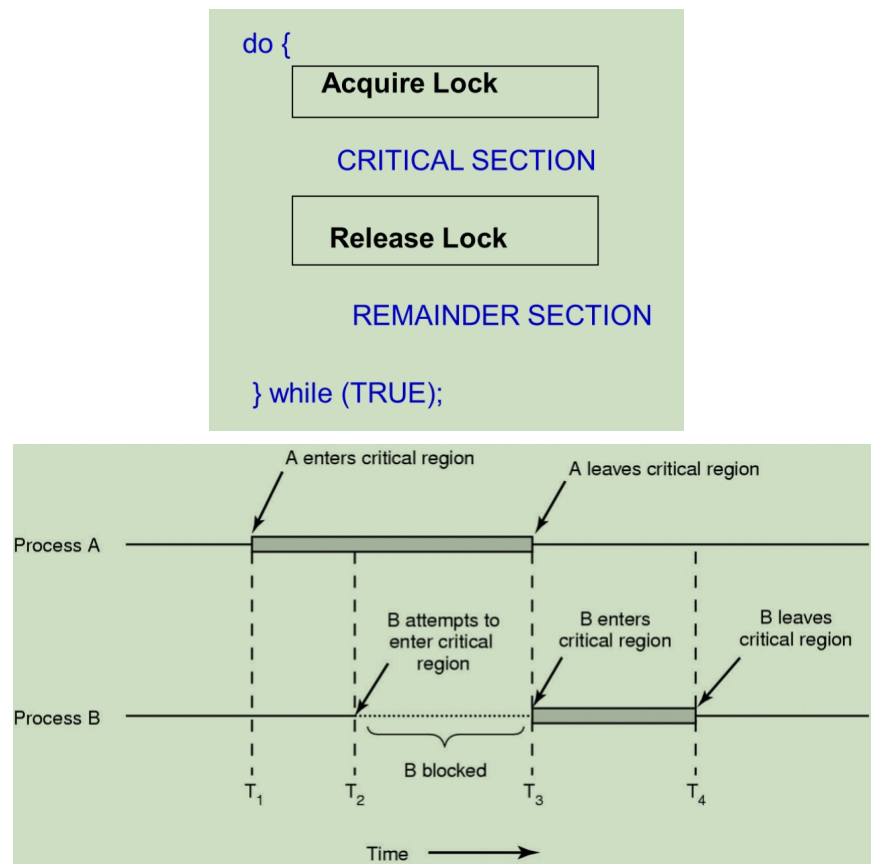 do {
Acquire Lock
CRITICAL SECTION
Release Lock
REMAINDER SECTION
} while (TRUE);
A enters critical region
A leaves critical region
Process A
B attempts to
enter critical
region
B enters
critical region
B leaves
critical region
Process B
B blocked
T1
T2
T3
T4
Time